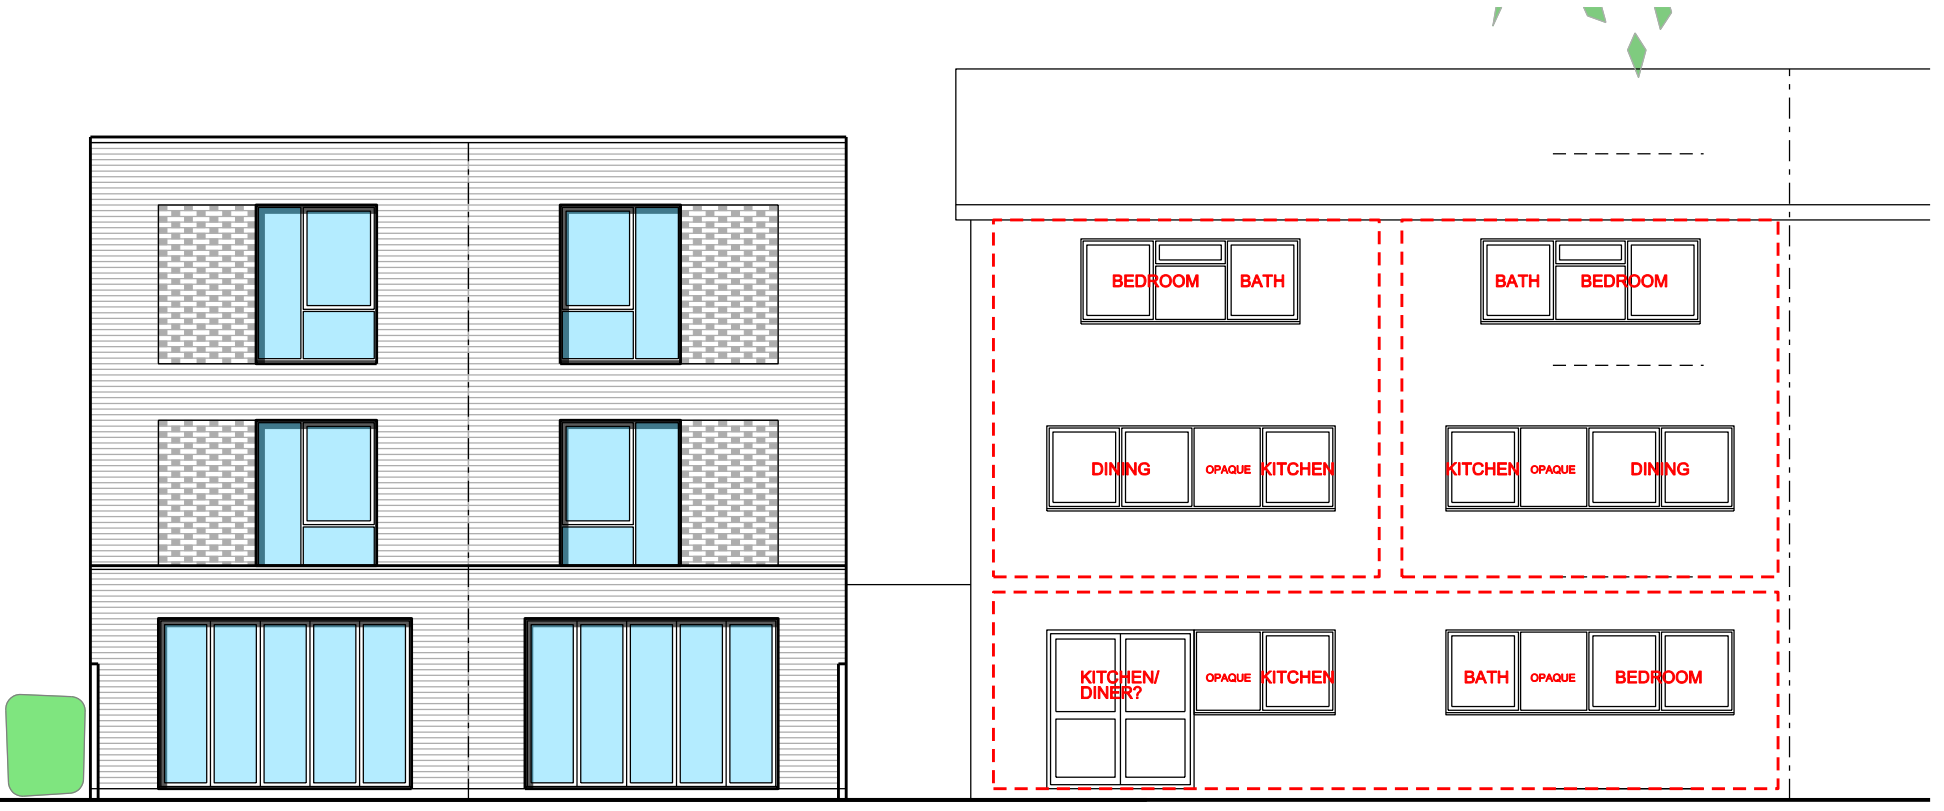 BEDROOM BATH BATH BEDROOM
DINING OPAQUE KITCHEN KITCHEN OPAQUE DINING
KITCHEN/
DINER?
OPAQUE KITCHEN BATH OPAQUE BEDROOM